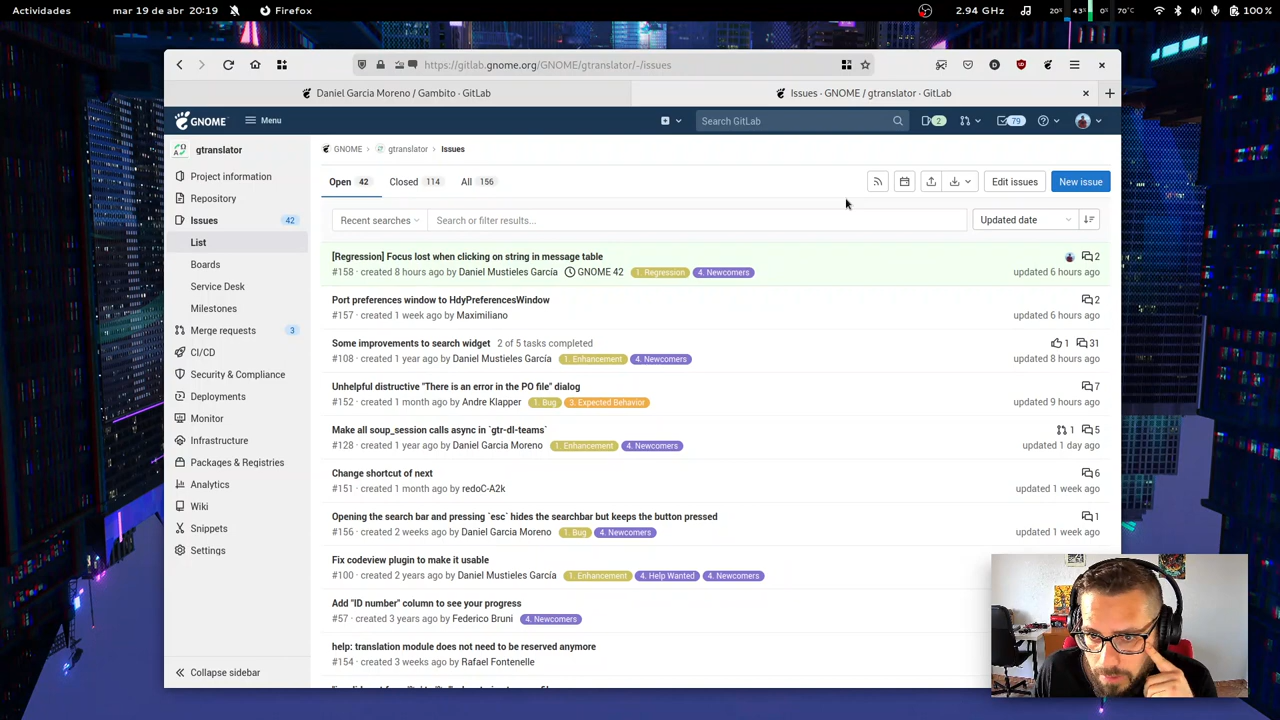 Actividades
mar 19 de abr 20:19
Firefox
2.94 GHz
20%
70°C
100 %
https://gitlab.gnome.org/GNOME/gtranslator/-/issues
Daniel Garcia Moreno / Gambito · GitLab
Issues · GNOME / gtranslator · GitLab
GNOME
Menu
Search GitLab
2
79
gtranslator
GNOME › gtranslator › Issues
Project information
Repository
Issues 42
List
Boards
Service Desk
Milestones
Merge requests 3
CI/CD
Security & Compliance
Deployments
Monitor
Infrastructure
Packages & Registries
Analytics
Wiki
Snippets
Settings
Collapse sidebar
Open 42 Closed 114 All 156
Edit issues
New issue
Recent searches
Search or filter results...
Updated date
[Regression] Focus lost when clicking on string in message table
2
#158 · created 8 hours ago by Daniel Mustieles García GNOME 42 1. Regression 4. Newcomers
updated 6 hours ago
Port preferences window to HdyPreferencesWindow
2
#157 · created 1 week ago by Maximiliano
updated 6 hours ago
Some improvements to search widget 2 of 5 tasks completed
1 31
#108 · created 1 year ago by Daniel Mustieles García 1. Enhancement 4. Newcomers
updated 8 hours ago
Unhelpful distructive "There is an error in the PO file" dialog
7
#152 · created 1 month ago by Andre Klapper 1. Bug 3. Expected Behavior
updated 9 hours ago
Make all soup_session calls async in `gtr-dl-teams`
1 5
#128 · created 1 year ago by Daniel Garcia Moreno 1. Enhancement 4. Newcomers
updated 1 day ago
Change shortcut of next
6
#151 · created 1 month ago by redoC-A2k
updated 1 week ago
Opening the search bar and pressing `esc` hides the searchbar but keeps the button pressed
1
#156 · created 2 weeks ago by Daniel Garcia Moreno 1. Bug 4. Newcomers
updated 1 week ago
Fix codeview plugin to make it usable
#100 · created 2 years ago by Daniel Mustieles García 1. Enhancement 4. Help Wanted 4. Newcomers
Add "ID number" column to see your progress
#57 · created 3 years ago by Federico Bruni 4. Newcomers
help: translation module does not need to be reserved anymore
#154 · created 3 weeks ago by Rafael Fontenelle